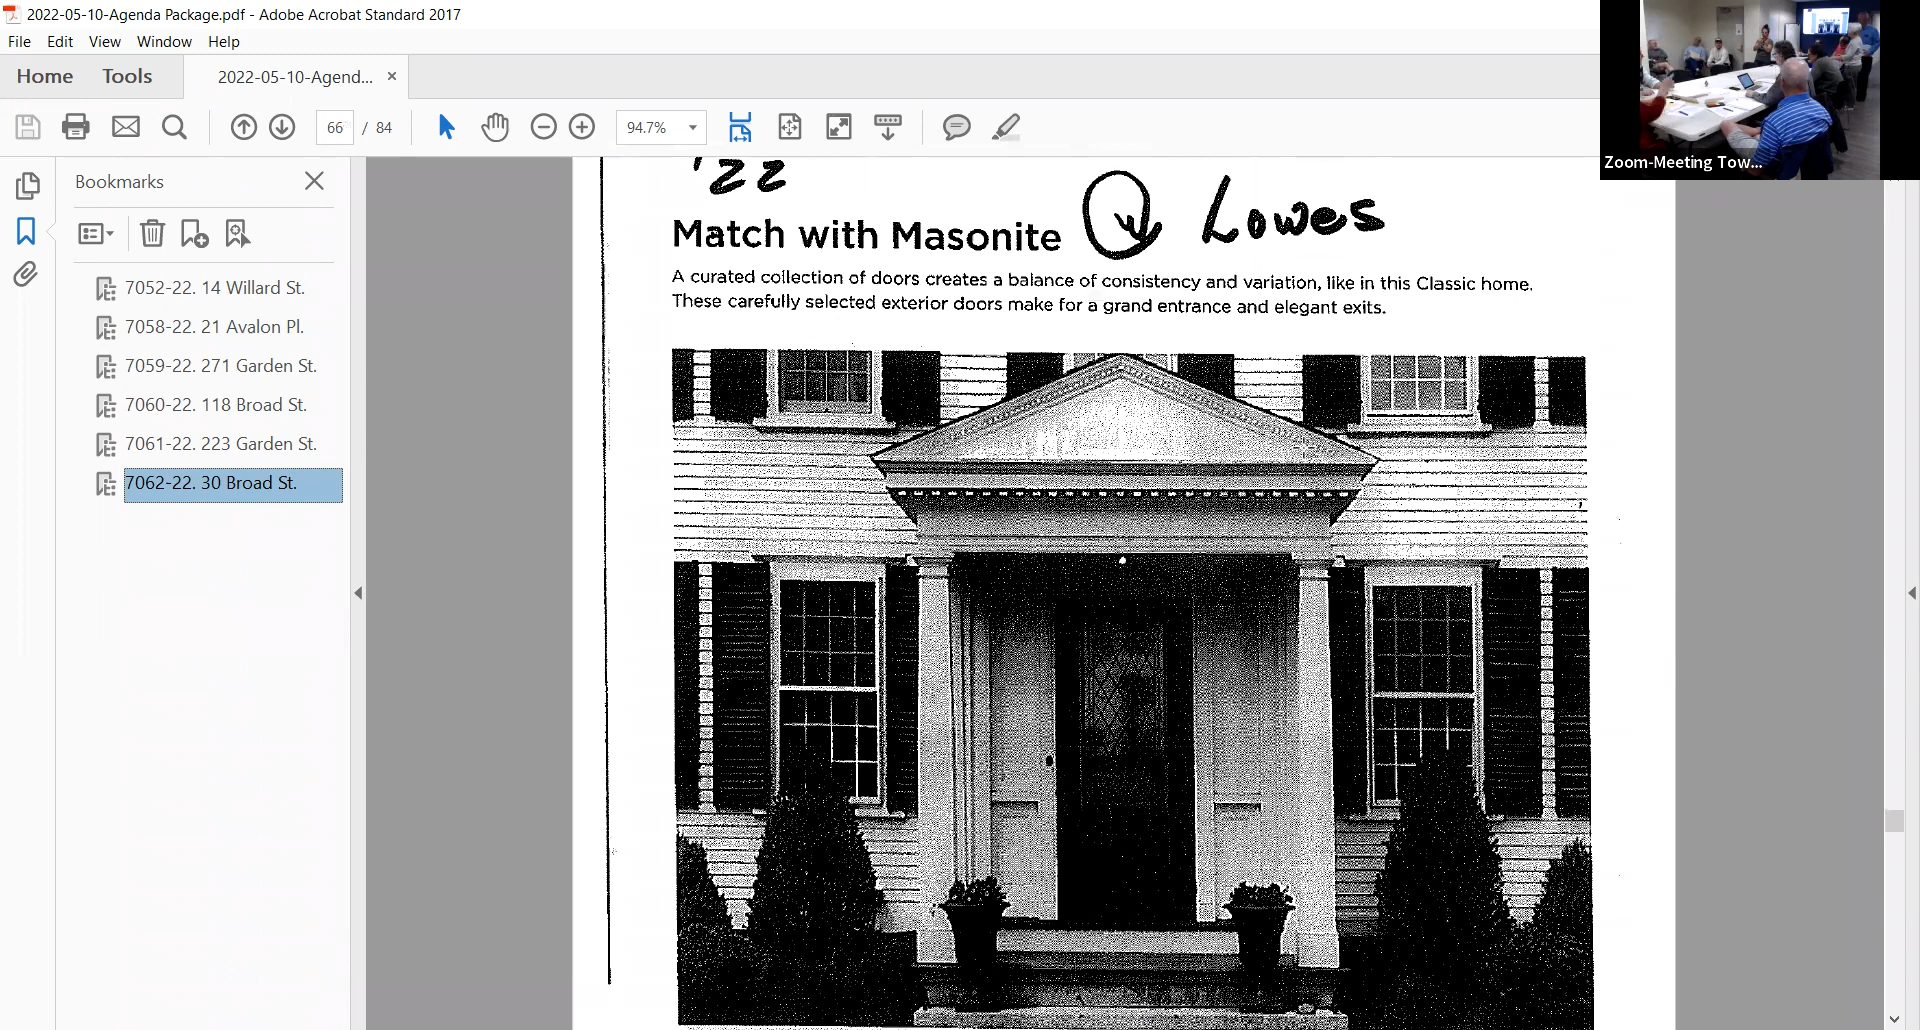 2022-05-10-Agenda Package.pdf - Adobe Acrobat Standard 2017
File Edit View Window Help
Home Tools 2022-05-10-Agend... ×
66 / 84 94.7%
Bookmarks
7052-22. 14 Willard St.
7058-22. 21 Avalon Pl.
7059-22. 271 Garden St.
7060-22. 118 Broad St.
7061-22. 223 Garden St.
7062-22. 30 Broad St.
'22
Match with Masonite Lowes
A curated collection of doors creates a balance of consistency and variation, like in this Classic home.
These carefully selected exterior doors make for a grand entrance and elegant exits.
Zoom-Meeting Tow...